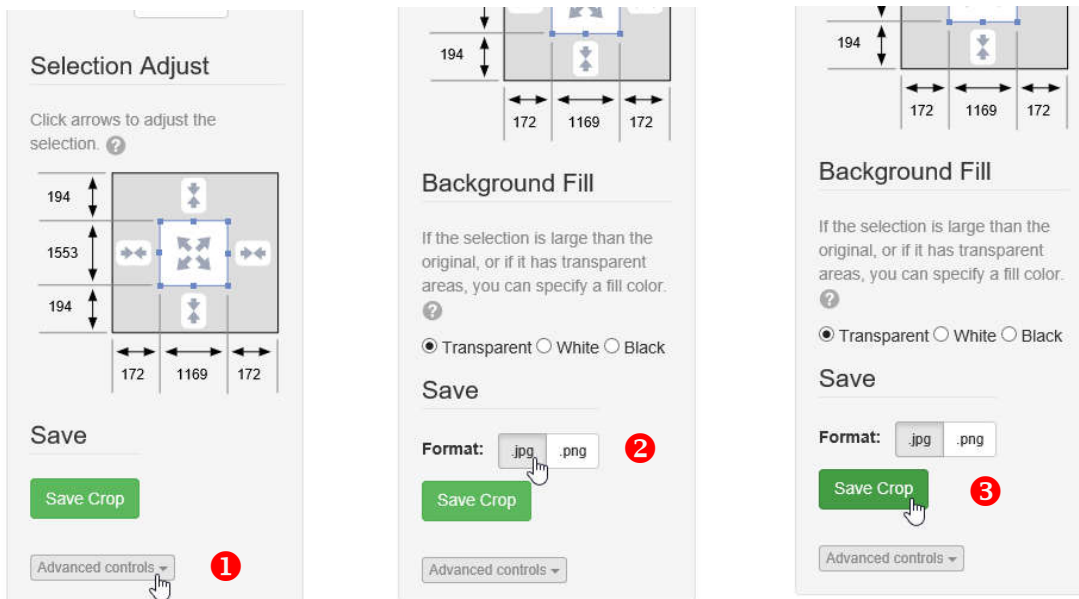 Selection Adjust
Click arrows to adjust the
selection. ?
194
1553
194
172 1169 172
Save
Save Crop
Advanced controls
1
194
172 1169 172
Background Fill
If the selection is large than the
original, or if it has transparent
areas, you can specify a fill color.
?
Transparent White Black
Save
Format: .jpg .png
2
Save Crop
Advanced controls
194
172 1169 172
Background Fill
If the selection is large than the
original, or if it has transparent
areas, you can specify a fill color.
?
Transparent White Black
Save
Format: .jpg .png
Save Crop
3
Advanced controls